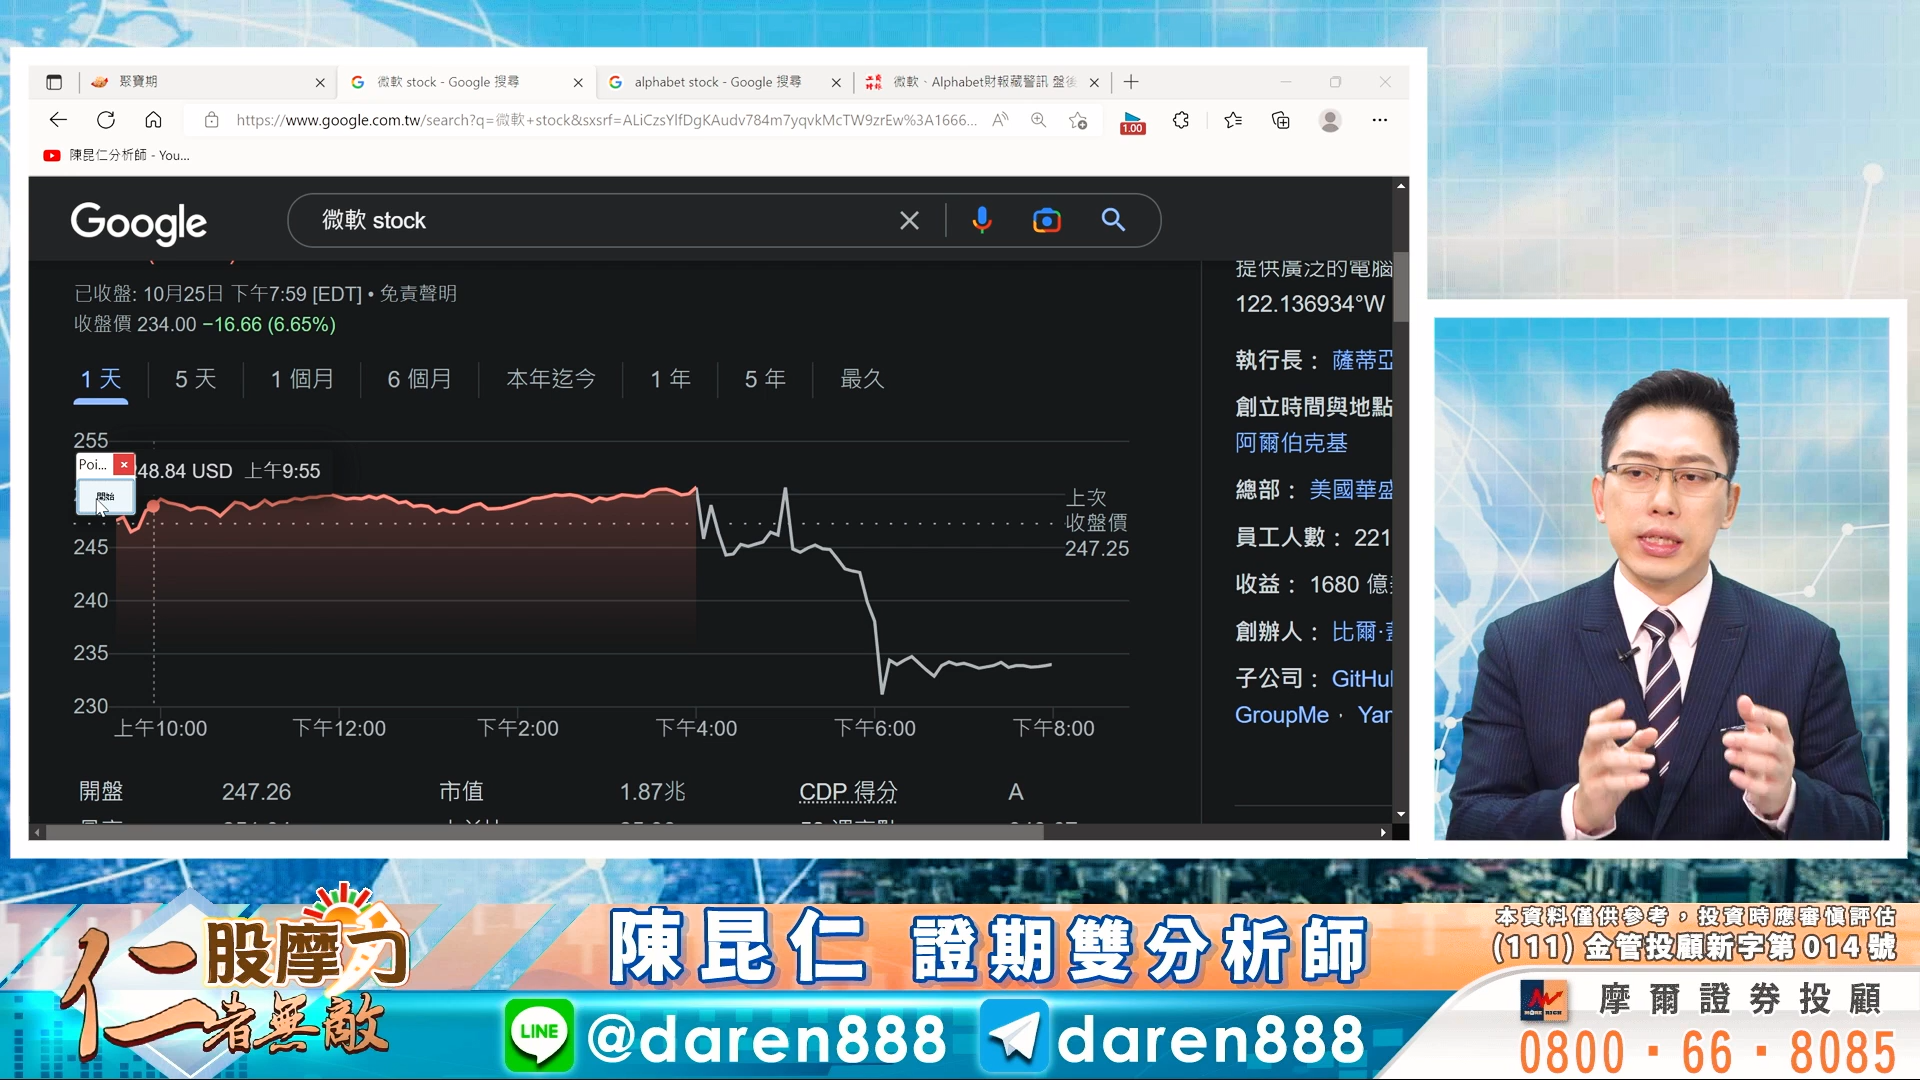 聚寶期
微軟 stock - Google 搜尋
alphabet stock - Google 搜尋
微軟、Alphabet財報藏警訊 盤後
https://www.google.com.tw/search?q=微軟+stock&sxsrf=ALiCzsYlfDgKAudv784m7yqvkMcTW9zrEw%3A1666...
1.00
陳昆仁分析師 - You...
Google
微軟 stock
已收盤: 10月25日 下午7:59 [EDT] • 免責聲明
收盤價 234.00 −16.66 (6.65%)
1 天
5 天
1 個月
6 個月
本年迄今
1 年
5 年
最久
255
Poi...
開始
48.84 USD 上午9:55
245
240
235
230
上次
收盤價
247.25
上午10:00
下午12:00
下午2:00
下午4:00
下午6:00
下午8:00
開盤
247.26
市值
1.87兆
CDP 得分
A
提供廣泛的電腦
122.136934°W
執行長： 薩蒂亞
創立時間與地點
阿爾伯克基
總部： 美國華盛
員工人數： 221
收益： 1680 億
創辦人： 比爾·蓋
子公司： GitHub
GroupMe · Yam
股摩力
仁者無敵
陳昆仁 證期雙分析師
LINE
@daren888
daren888
本資料僅供參考，投資時應審慎評估
(111) 金管投顧新字第 014 號
MORE RICH
摩爾證券投顧
0800・66・8085